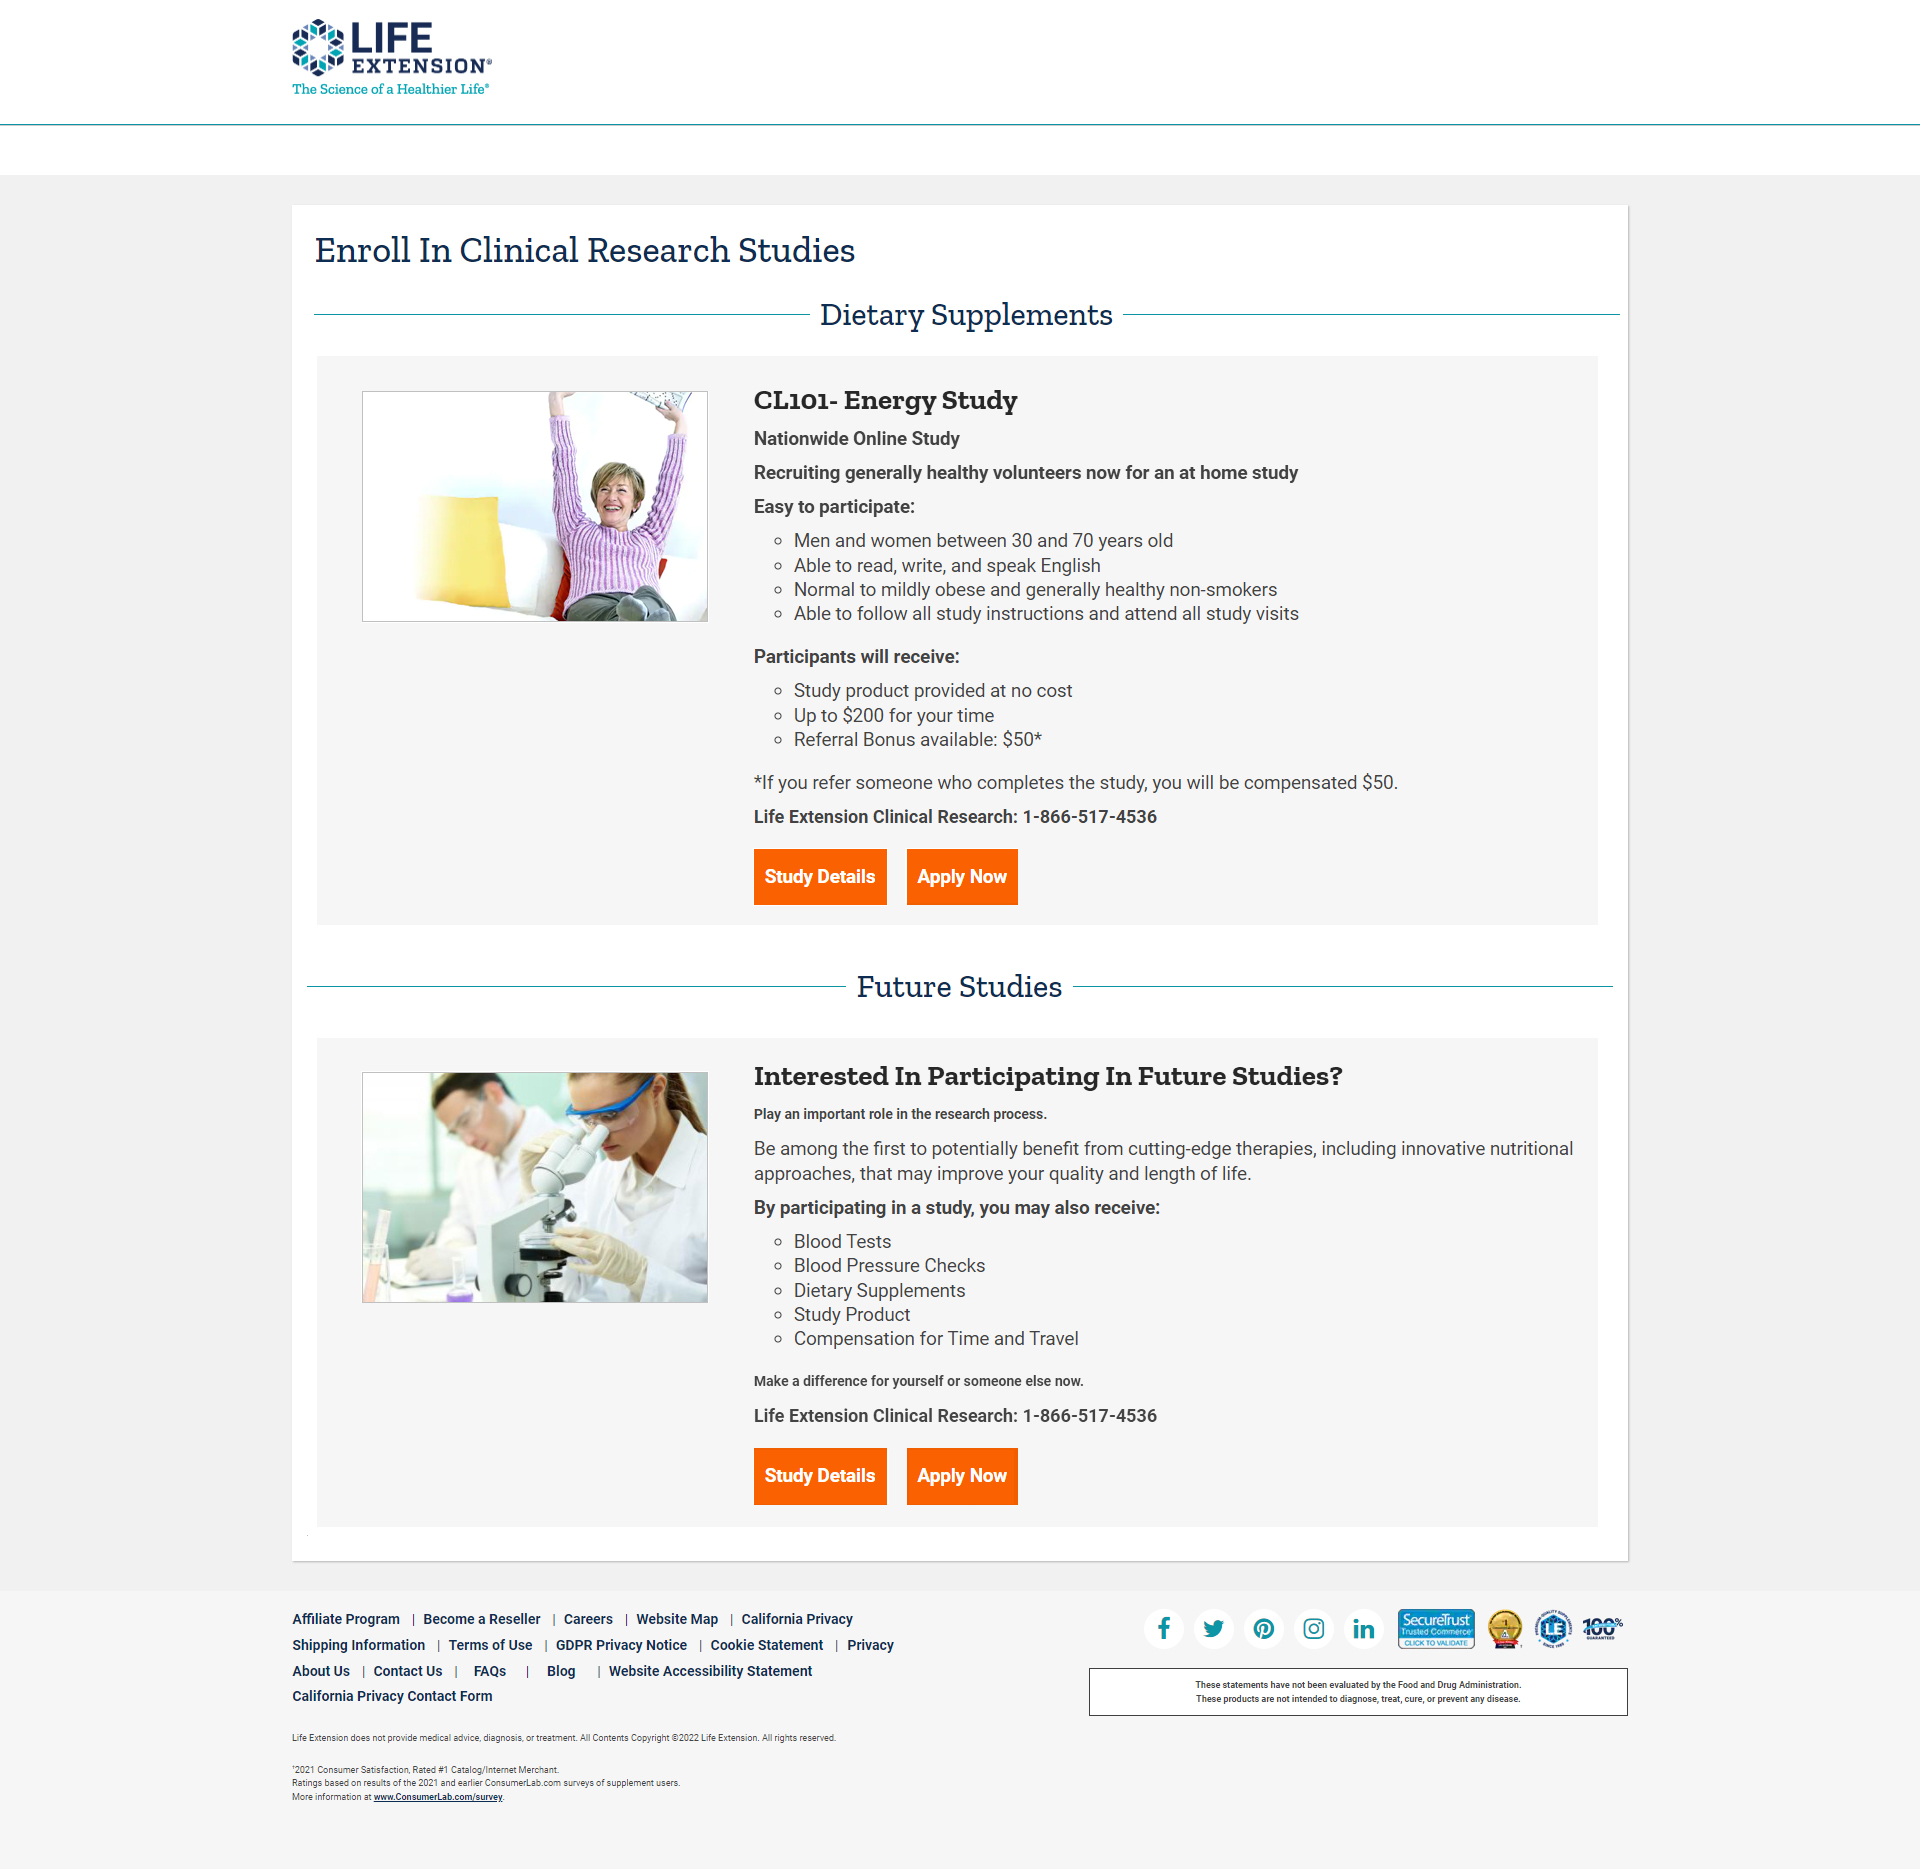 LIFE
EXTENSION®
The Science of a Healthier Life®
Enroll In Clinical Research Studies
Dietary Supplements
CL101- Energy Study
Nationwide Online Study
Recruiting generally healthy volunteers now for an at home study
Easy to participate:
Men and women between 30 and 70 years old
Able to read, write, and speak English
Normal to mildly obese and generally healthy non-smokers
Able to follow all study instructions and attend all study visits
Participants will receive:
Study product provided at no cost
Up to $200 for your time
Referral Bonus available: $50*
*If you refer someone who completes the study, you will be compensated $50.
Life Extension Clinical Research: 1-866-517-4536
Study Details Apply Now
Future Studies
Interested In Participating In Future Studies?
Play an important role in the research process.
Be among the first to potentially benefit from cutting-edge therapies, including innovative nutritional
approaches, that may improve your quality and length of life.
By participating in a study, you may also receive:
Blood Tests
Blood Pressure Checks
Dietary Supplements
Study Product
Compensation for Time and Travel
Make a difference for yourself or someone else now.
Life Extension Clinical Research: 1-866-517-4536
Study Details Apply Now
Affiliate Program | Become a Reseller | Careers | Website Map | California Privacy
Shipping Information | Terms of Use | GDPR Privacy Notice | Cookie Statement | Privacy
About Us | Contact Us | FAQs | Blog | Website Accessibility Statement
California Privacy Contact Form
SecureTrust
Trusted Commerce
CLICK TO VALIDATE
LE
100%
GUARANTEED
These statements have not been evaluated by the Food and Drug Administration.
These products are not intended to diagnose, treat, cure, or prevent any disease.
Life Extension does not provide medical advice, diagnosis, or treatment. All Contents Copyright ©2022 Life Extension. All rights reserved.
†2021 Consumer Satisfaction, Rated #1 Catalog/Internet Merchant.
Ratings based on results of the 2021 and earlier ConsumerLab.com surveys of supplement users.
More information at www.ConsumerLab.com/survey.